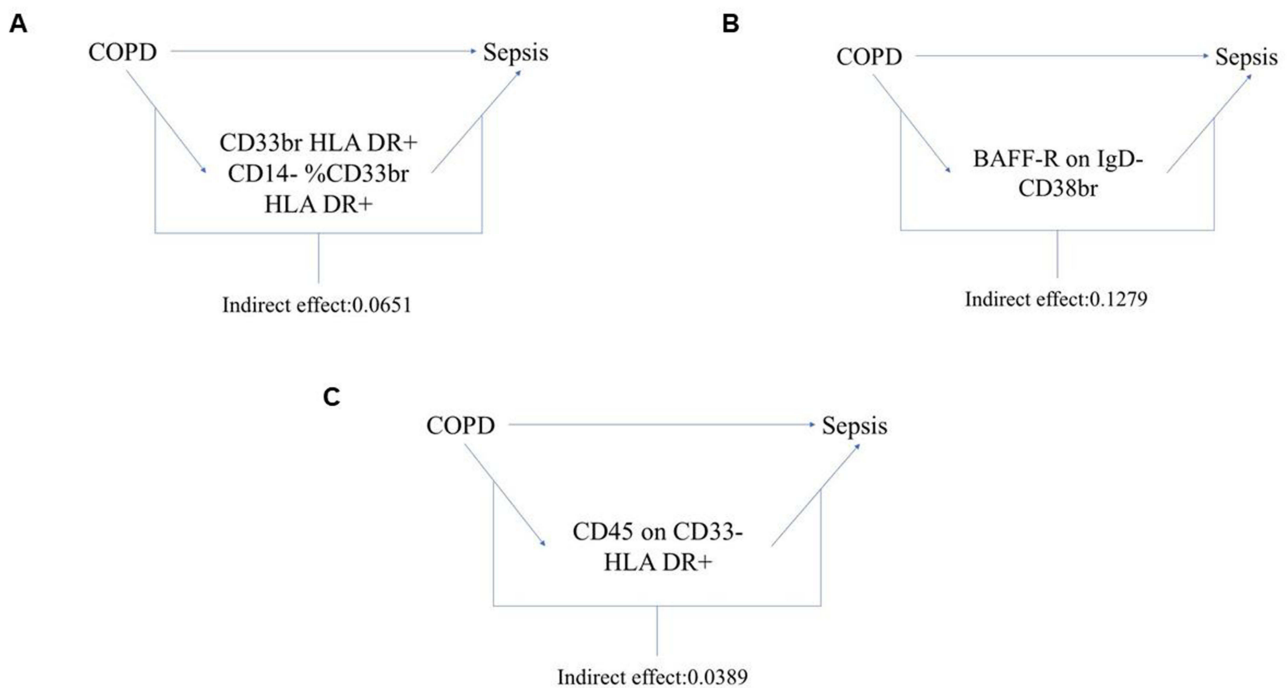 A
COPD
Sepsis
CD33br HLA DR+
CD14- %CD33br
HLA DR+
Indirect effect:0.0651
B
COPD
Sepsis
BAFF-R on IgD-
CD38br
Indirect effect:0.1279
C
COPD
Sepsis
CD45 on CD33-
HLA DR+
Indirect effect:0.0389